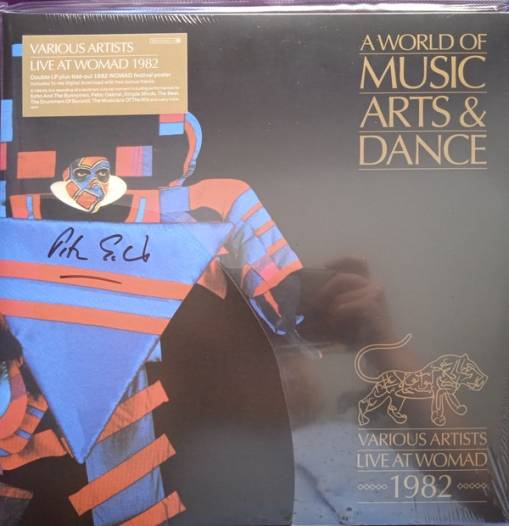 VARIOUS ARTISTS
LIVE AT WOMAD 1982
Double LP plus fold-out 1982 WOMAD festival poster
A WORLD OF
MUSIC
ARTS &
DANCE
VARIOUS ARTISTS
LIVE AT WOMAD
1982